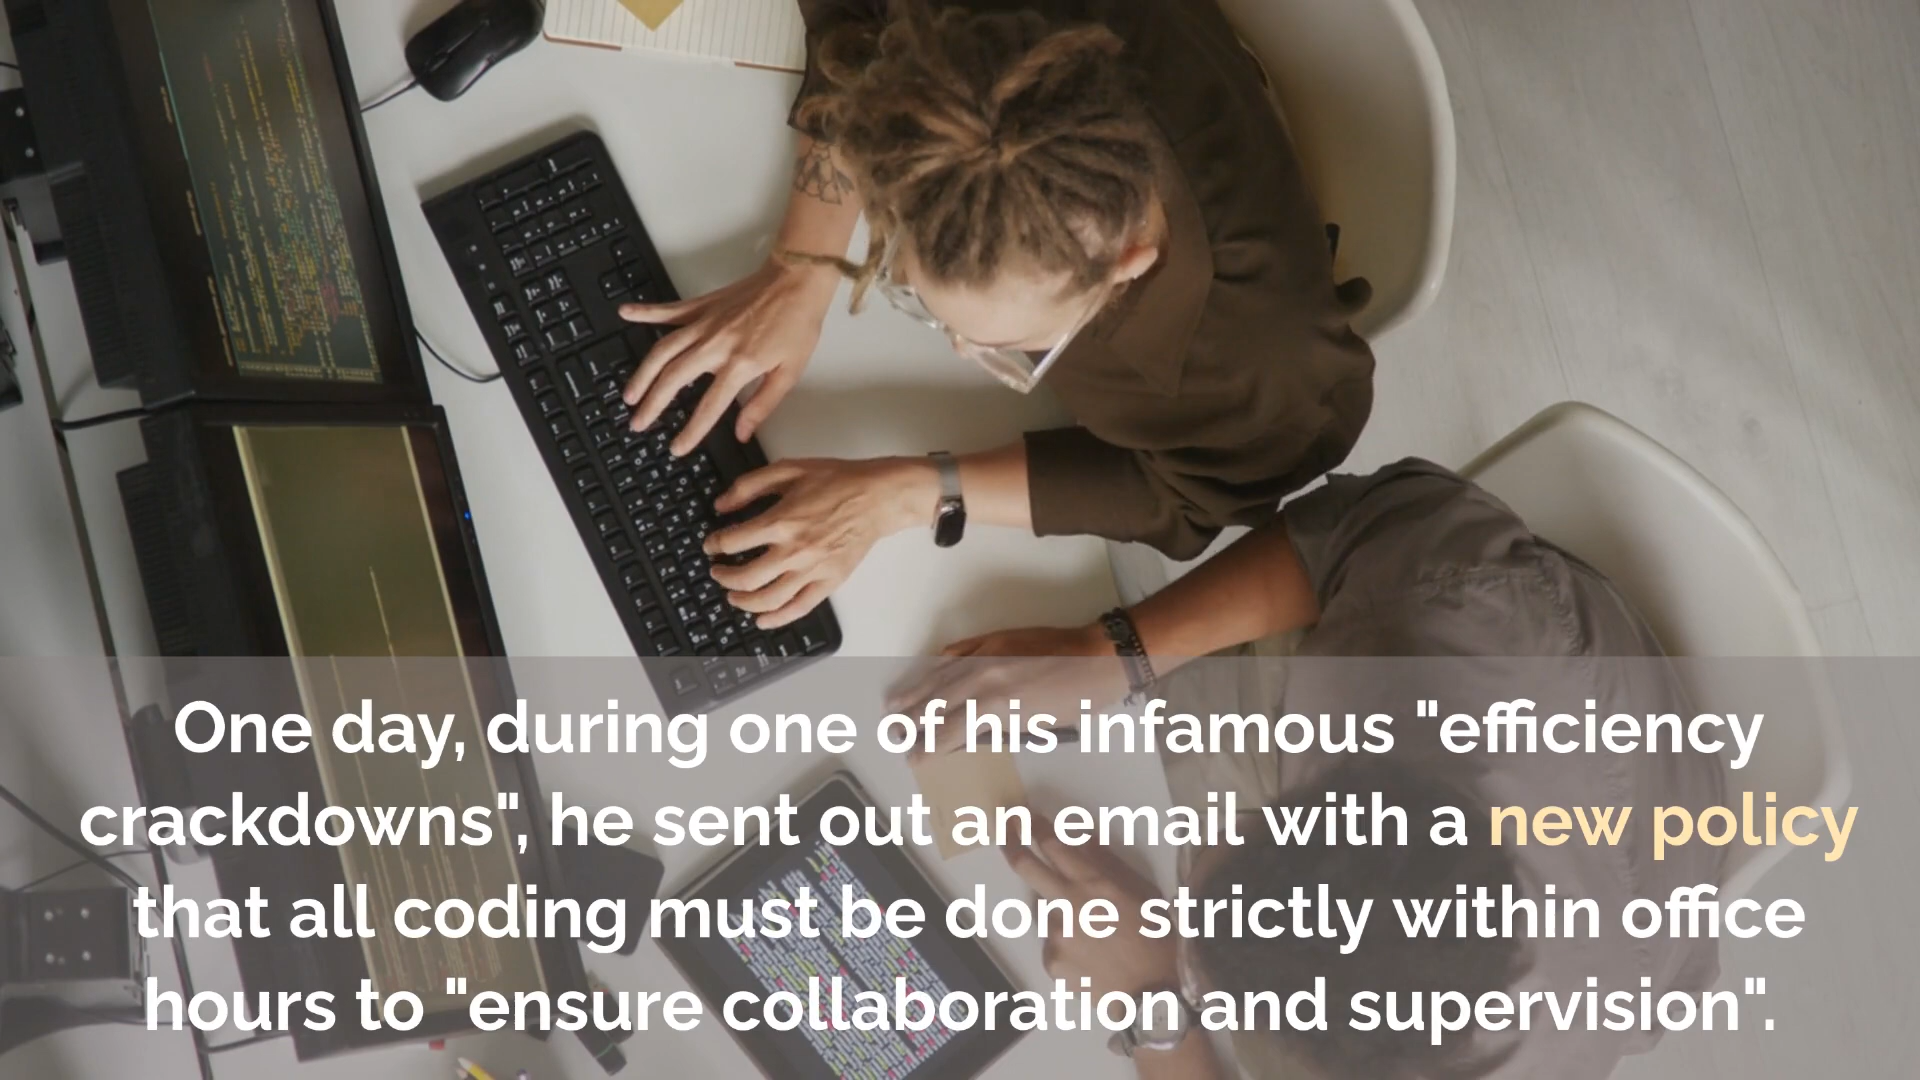 One day, during one of his infamous "efficiency
crackdowns", he sent out an email with a new policy
that all coding must be done strictly within office
hours to "ensure collaboration and supervision".